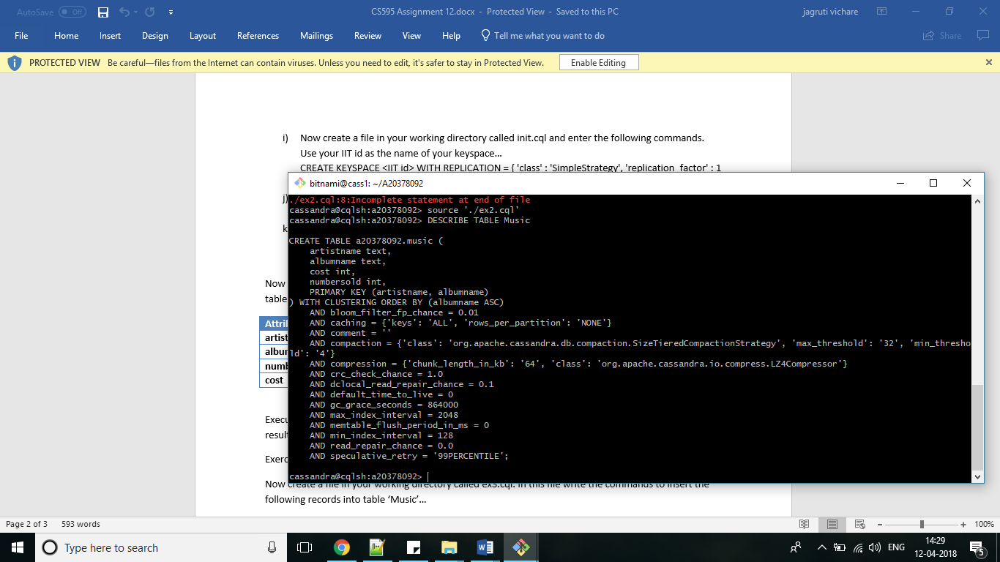 AutoSave Off
CS595 Assignment 12.docx - Protected View - Saved to this PC
jagruti vichare
File Home Insert Design Layout References Mailings Review View Help Tell me what you want to do
Share
PROTECTED VIEW Be careful—files from the Internet can contain viruses. Unless you need to edit, it's safer to stay in Protected View. Enable Editing
i) Now create a file in your working directory called init.cql and enter the following commands.
Use your IIT id as the name of your keyspace…
CREATE KEYSPACE <IIT id> WITH REPLICATION = { 'class' : 'SimpleStrategy', 'replication_factor' : 1
j)
k
Now
table
Attri
artist
albu
numb
cost
Execu
result
Exerc
bitnami@cass1: ~/A20378092
./ex2.cql:8:Incomplete statement at end of file
cassandra@cqlsh:a20378092> source './ex2.cql'
cassandra@cqlsh:a20378092> DESCRIBE TABLE Music
CREATE TABLE a20378092.music (
artistname text,
albumname text,
cost int,
numbersold int,
PRIMARY KEY (artistname, albumname)
) WITH CLUSTERING ORDER BY (albumname ASC)
AND bloom_filter_fp_chance = 0.01
AND caching = {'keys': 'ALL', 'rows_per_partition': 'NONE'}
AND comment = ''
AND compaction = {'class': 'org.apache.cassandra.db.compaction.SizeTieredCompactionStrategy', 'max_threshold': '32', 'min_thresho
ld': '4'}
AND compression = {'chunk_length_in_kb': '64', 'class': 'org.apache.cassandra.io.compress.LZ4Compressor'}
AND crc_check_chance = 1.0
AND dclocal_read_repair_chance = 0.1
AND default_time_to_live = 0
AND gc_grace_seconds = 864000
AND max_index_interval = 2048
AND memtable_flush_period_in_ms = 0
AND min_index_interval = 128
AND read_repair_chance = 0.0
AND speculative_retry = '99PERCENTILE';
cassandra@cqlsh:a20378092>
Now create a file in your working directory called ex3.cql. In this file write the commands to insert the
following records into table ‘Music’…
Page 2 of 3 593 words
100%
Type here to search
ENG
14:29
12-04-2018
5